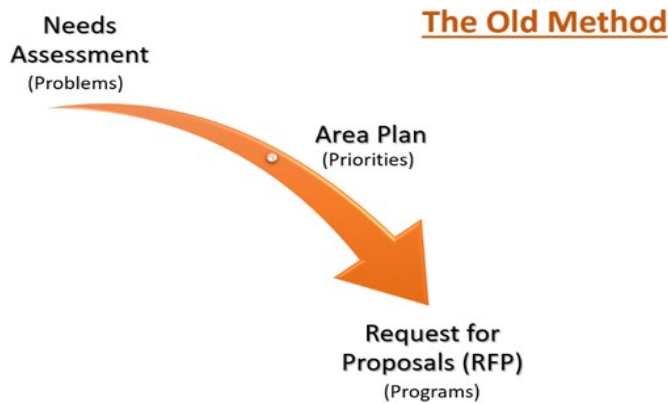 The Old Method
Needs
Assessment
(Problems)
Area Plan
(Priorities)
Request for
Proposals (RFP)
(Programs)